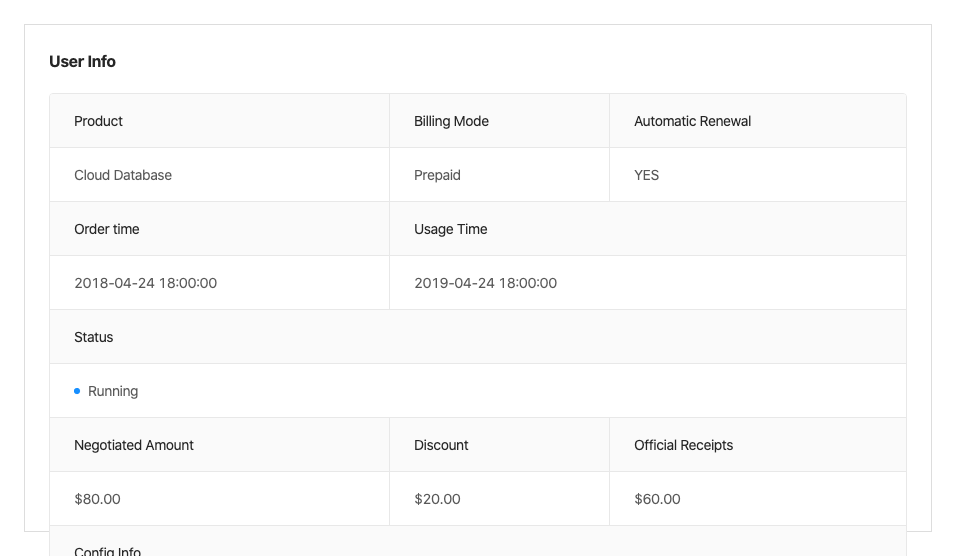 User Info
Product Billing Mode Automatic Renewal
Cloud Database Prepaid YES
Order time Usage Time
2018-04-24 18:00:00 2019-04-24 18:00:00
Status
Running
Negotiated Amount Discount Official Receipts
$80.00 $20.00 $60.00
Config Info